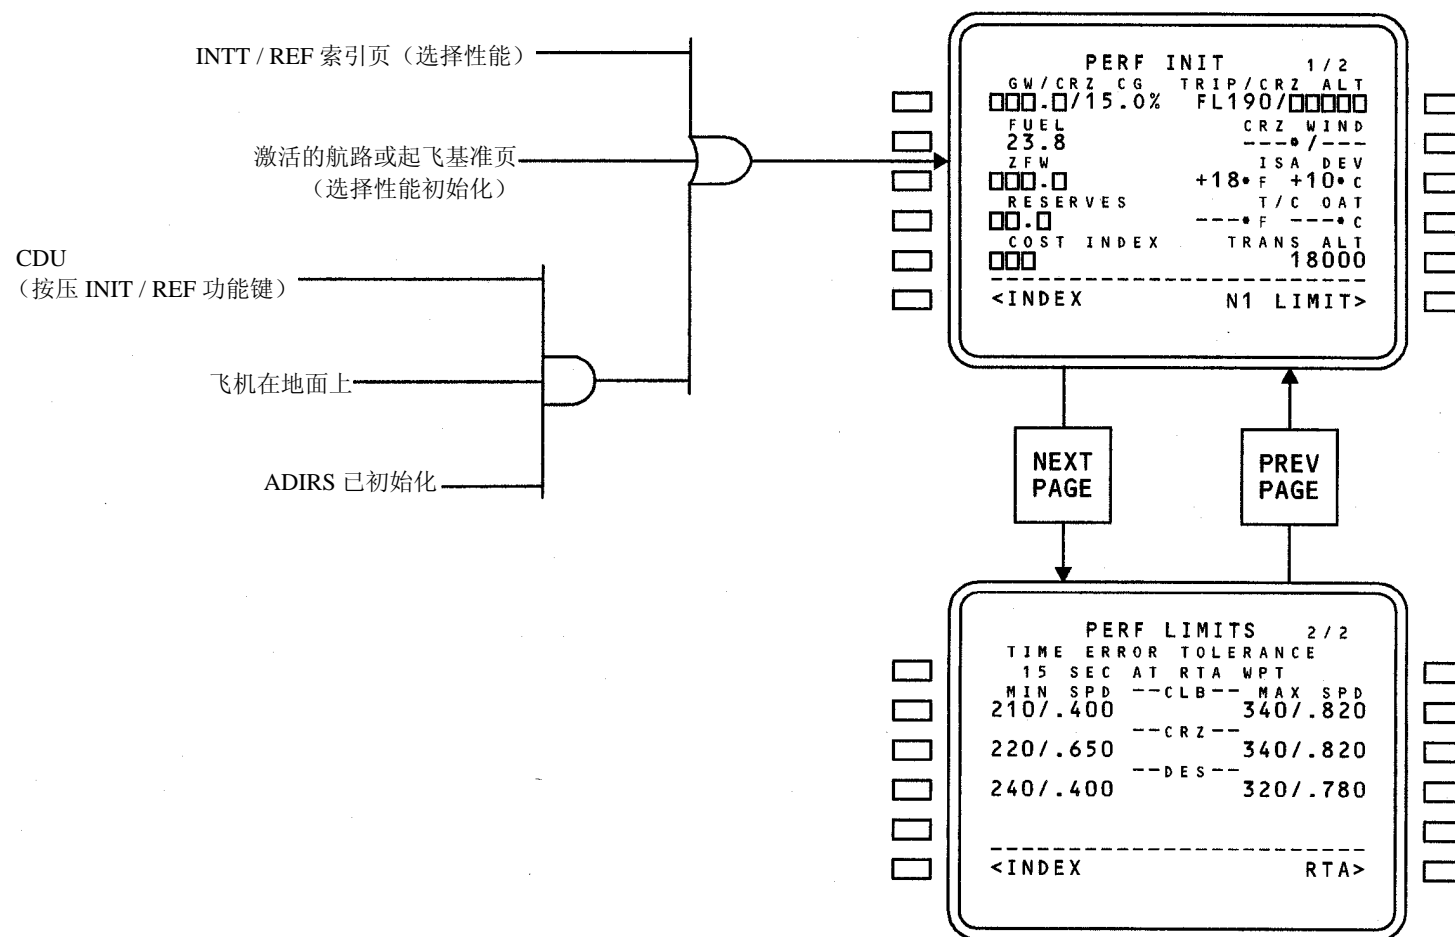 INTT / REF 索引页（选择性能）
激活的航路或起飞基准页
（选择性能初始化）
CDU
（按压 INIT / REF 功能键）
飞机在地面上
ADIRS 已初始化
PERF INIT 1/2
GW/CRZ CG TRIP/CRZ ALT
□□□.□/15.0% FL190/□□□□□
FUEL CRZ WIND
23.8 ---°/---
ZFW ISA DEV
□□□.□ +18°F +10°C
RESERVES T/C OAT
□□.□ ---°F ---°C
COST INDEX TRANS ALT
□□□ 18000
------------------------
<INDEX N1 LIMIT>
NEXT
PAGE
PREV
PAGE
PERF LIMITS 2/2
TIME ERROR TOLERANCE
15 SEC AT RTA WPT
MIN SPD --CLB-- MAX SPD
210/.400 340/.820
--CRZ--
220/.650 340/.820
--DES--
240/.400 320/.780
------------------------
<INDEX RTA>